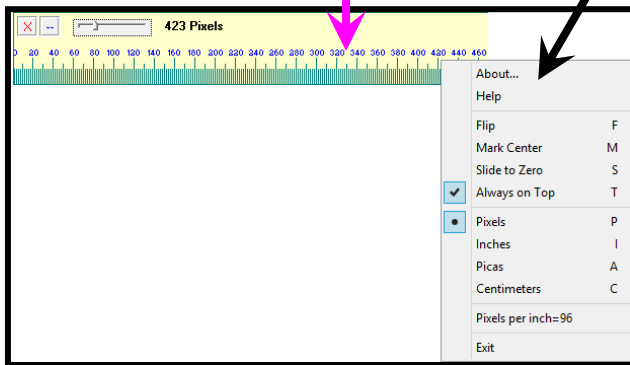 423 Pixels
0 20 40 60 80 100 120 140 160 180 200 220 240 260 280 300 320 340 360 380 400 420 440 460
About...
Help
Flip F
Mark Center M
Slide to Zero S
Always on Top T
Pixels P
Inches I
Picas A
Centimeters C
Pixels per inch=96
Exit